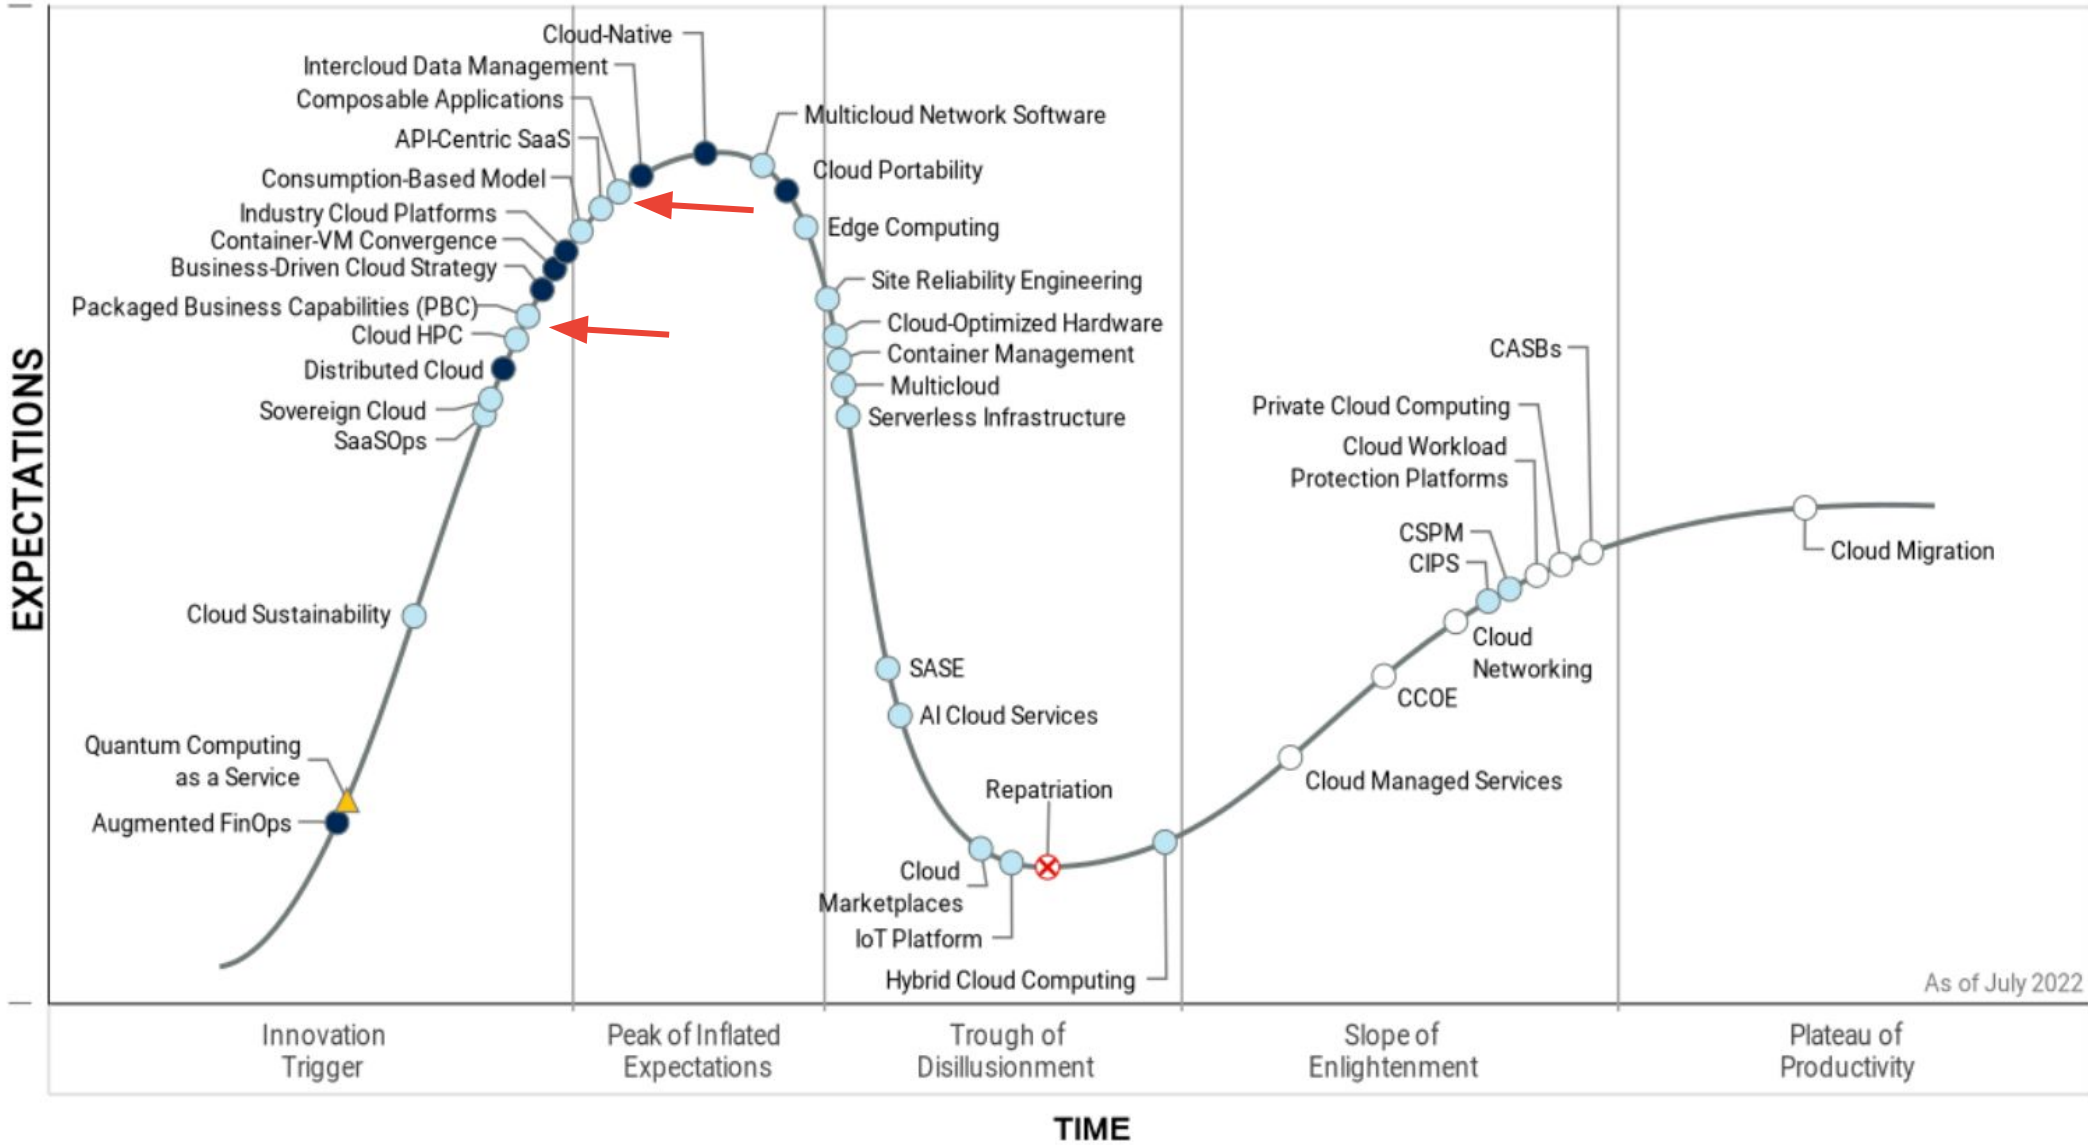 Cloud-Native
Intercloud Data Management
Composable Applications
API-Centric SaaS
Consumption-Based Model
Industry Cloud Platforms
Container-VM Convergence
Business-Driven Cloud Strategy
Packaged Business Capabilities (PBC)
Cloud HPC
Distributed Cloud
Sovereign Cloud
SaaSOps
Cloud Sustainability
Quantum Computing
as a Service
Augmented FinOps
Multicloud Network Software
Cloud Portability
Edge Computing
Site Reliability Engineering
Cloud-Optimized Hardware
Container Management
Multicloud
Serverless Infrastructure
SASE
AI Cloud Services
Repatriation
Cloud
Marketplaces
IoT Platform
Hybrid Cloud Computing
CASBs
Private Cloud Computing
Cloud Workload
Protection Platforms
CSPM
CIPS
Cloud
Networking
CCOE
Cloud Managed Services
Cloud Migration
As of July 2022
EXPECTATIONS
Innovation
Trigger
Peak of Inflated
Expectations
Trough of
Disillusionment
Slope of
Enlightenment
Plateau of
Productivity
TIME